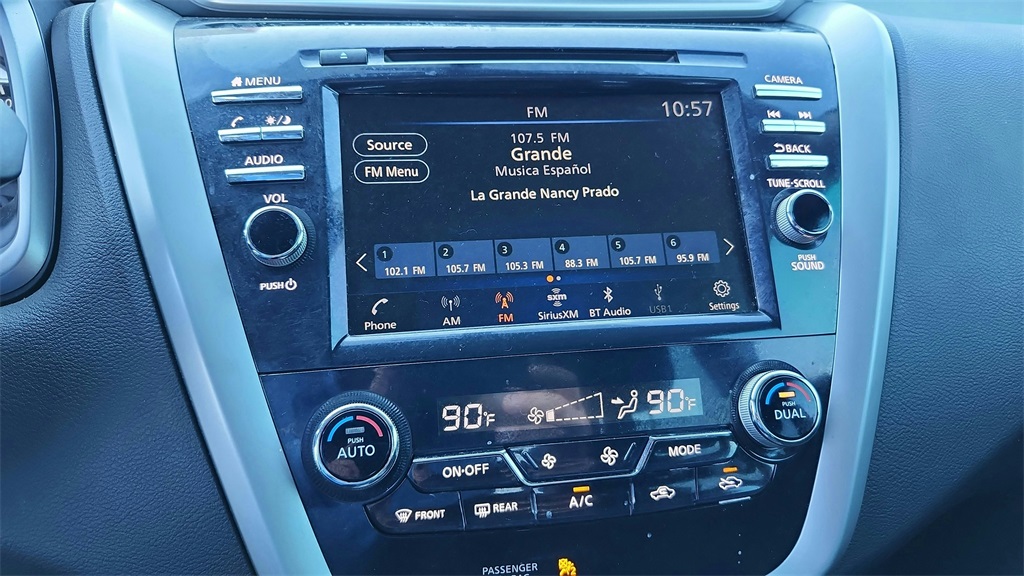 MENU
CAMERA
FM 10:57
Source
107.5 FM
Grande
Musica Español
BACK
AUDIO
FM Menu
TUNE·SCROLL
VOL
La Grande Nancy Prado
1 2 3 4 5 6
102.1 FM 105.7 FM 105.3 FM 88.3 FM 105.7 FM 95.9 FM
PUSH
SOUND
PUSH
Phone AM FM sxm SiriusXM BT Audio USB1 Settings
90°F 90°F
PUSH
AUTO
PUSH
DUAL
ON·OFF
MODE
FRONT REAR A/C
PASSENGER